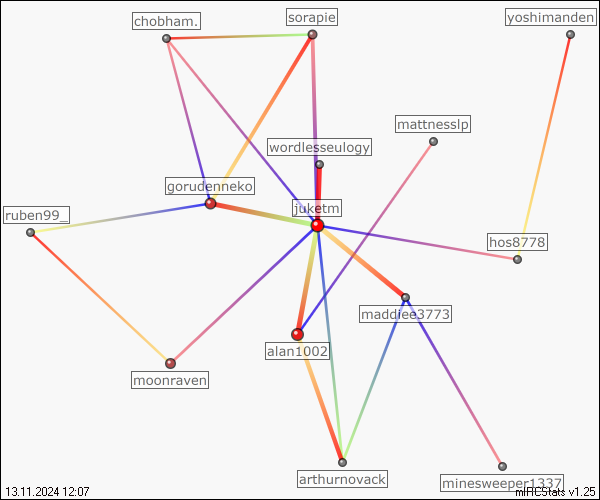 chobham.
sorapie
yoshimanden
mattnesslp
wordlesseulogy
gorudenneko
juketm
ruben99_
hos8778
maddiee3773
alan1002
moonraven
arthurnovack
minesweeper1337
13.11.2024 12:07
mIRCStats v1.25